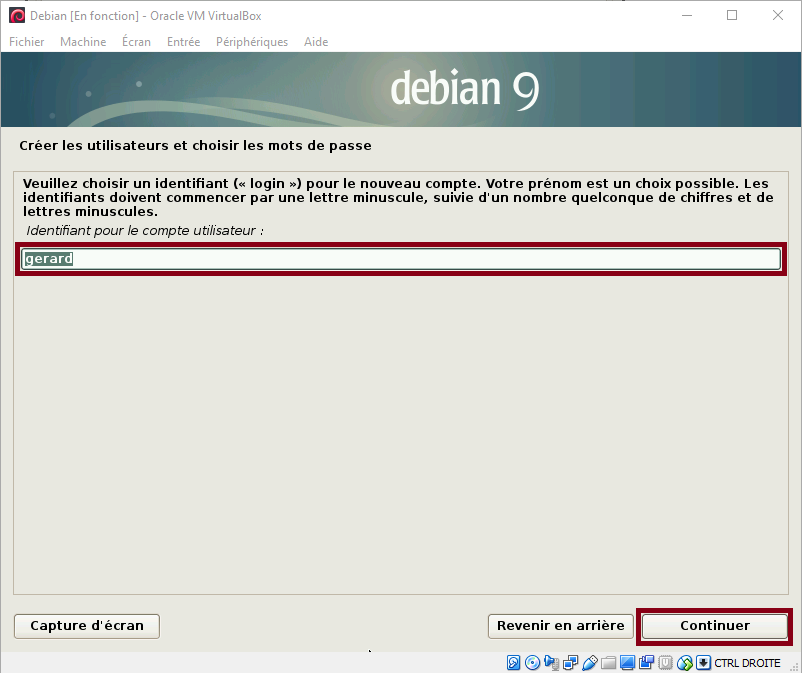 Debian [En fonction] - Oracle VM VirtualBox
Fichier Machine Écran Entrée Périphériques Aide
debian 9
Créer les utilisateurs et choisir les mots de passe
Veuillez choisir un identifiant (« login ») pour le nouveau compte. Votre prénom est un choix possible. Les
identifiants doivent commencer par une lettre minuscule, suivie d'un nombre quelconque de chiffres et de
lettres minuscules.
Identifiant pour le compte utilisateur :
gerard
Capture d'écran Revenir en arrière Continuer
CTRL DROITE